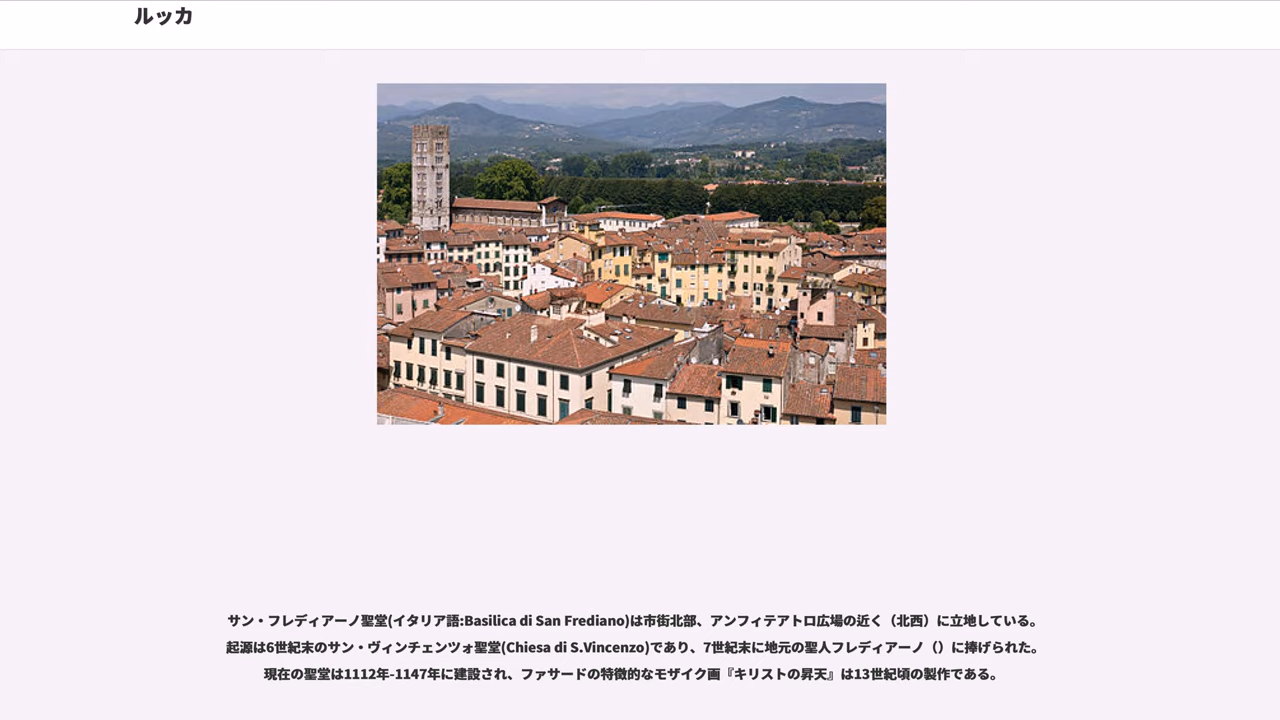 ルッカ
サン・フレディアーノ聖堂(イタリア語:Basilica di San Frediano)は市街北部、アンフィテアトロ広場の近く（北西）に立地している。
起源は6世紀末のサン・ヴィンチェンツォ聖堂(Chiesa di S.Vincenzo)であり、7世紀末に地元の聖人フレディアーノ（）に捧げられた。
現在の聖堂は1112年-1147年に建設され、ファサードの特徴的なモザイク画『キリストの昇天』は13世紀頃の製作である。